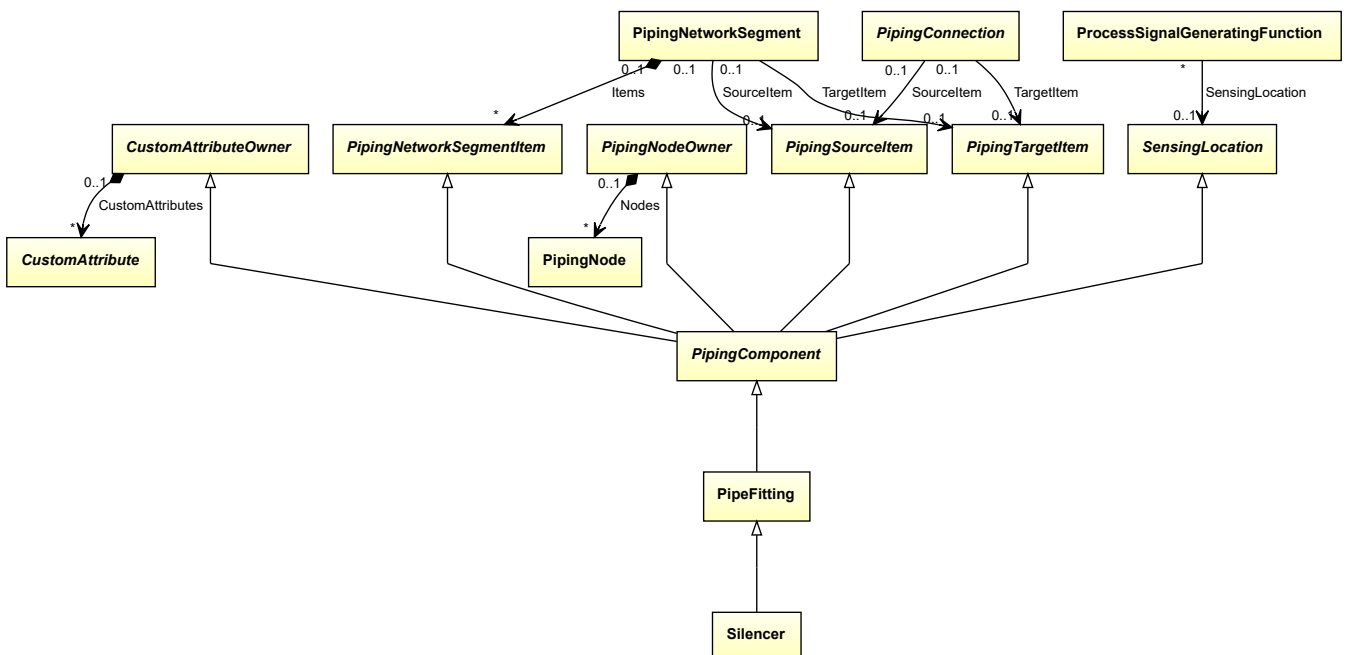 PipingNetworkSegment
PipingConnection
ProcessSignalGeneratingFunction
0..1
0..1
0..1
0..1
0..1
*
Items
SourceItem
TargetItem
SourceItem
TargetItem
SensingLocation
*
0..1
0..1
0..1
0..1
0..1
CustomAttributeOwner
PipingNetworkSegmentItem
PipingNodeOwner
PipingSourceItem
PipingTargetItem
SensingLocation
0..1
0..1
CustomAttributes
Nodes
*
*
CustomAttribute
PipingNode
PipingComponent
PipeFitting
Silencer